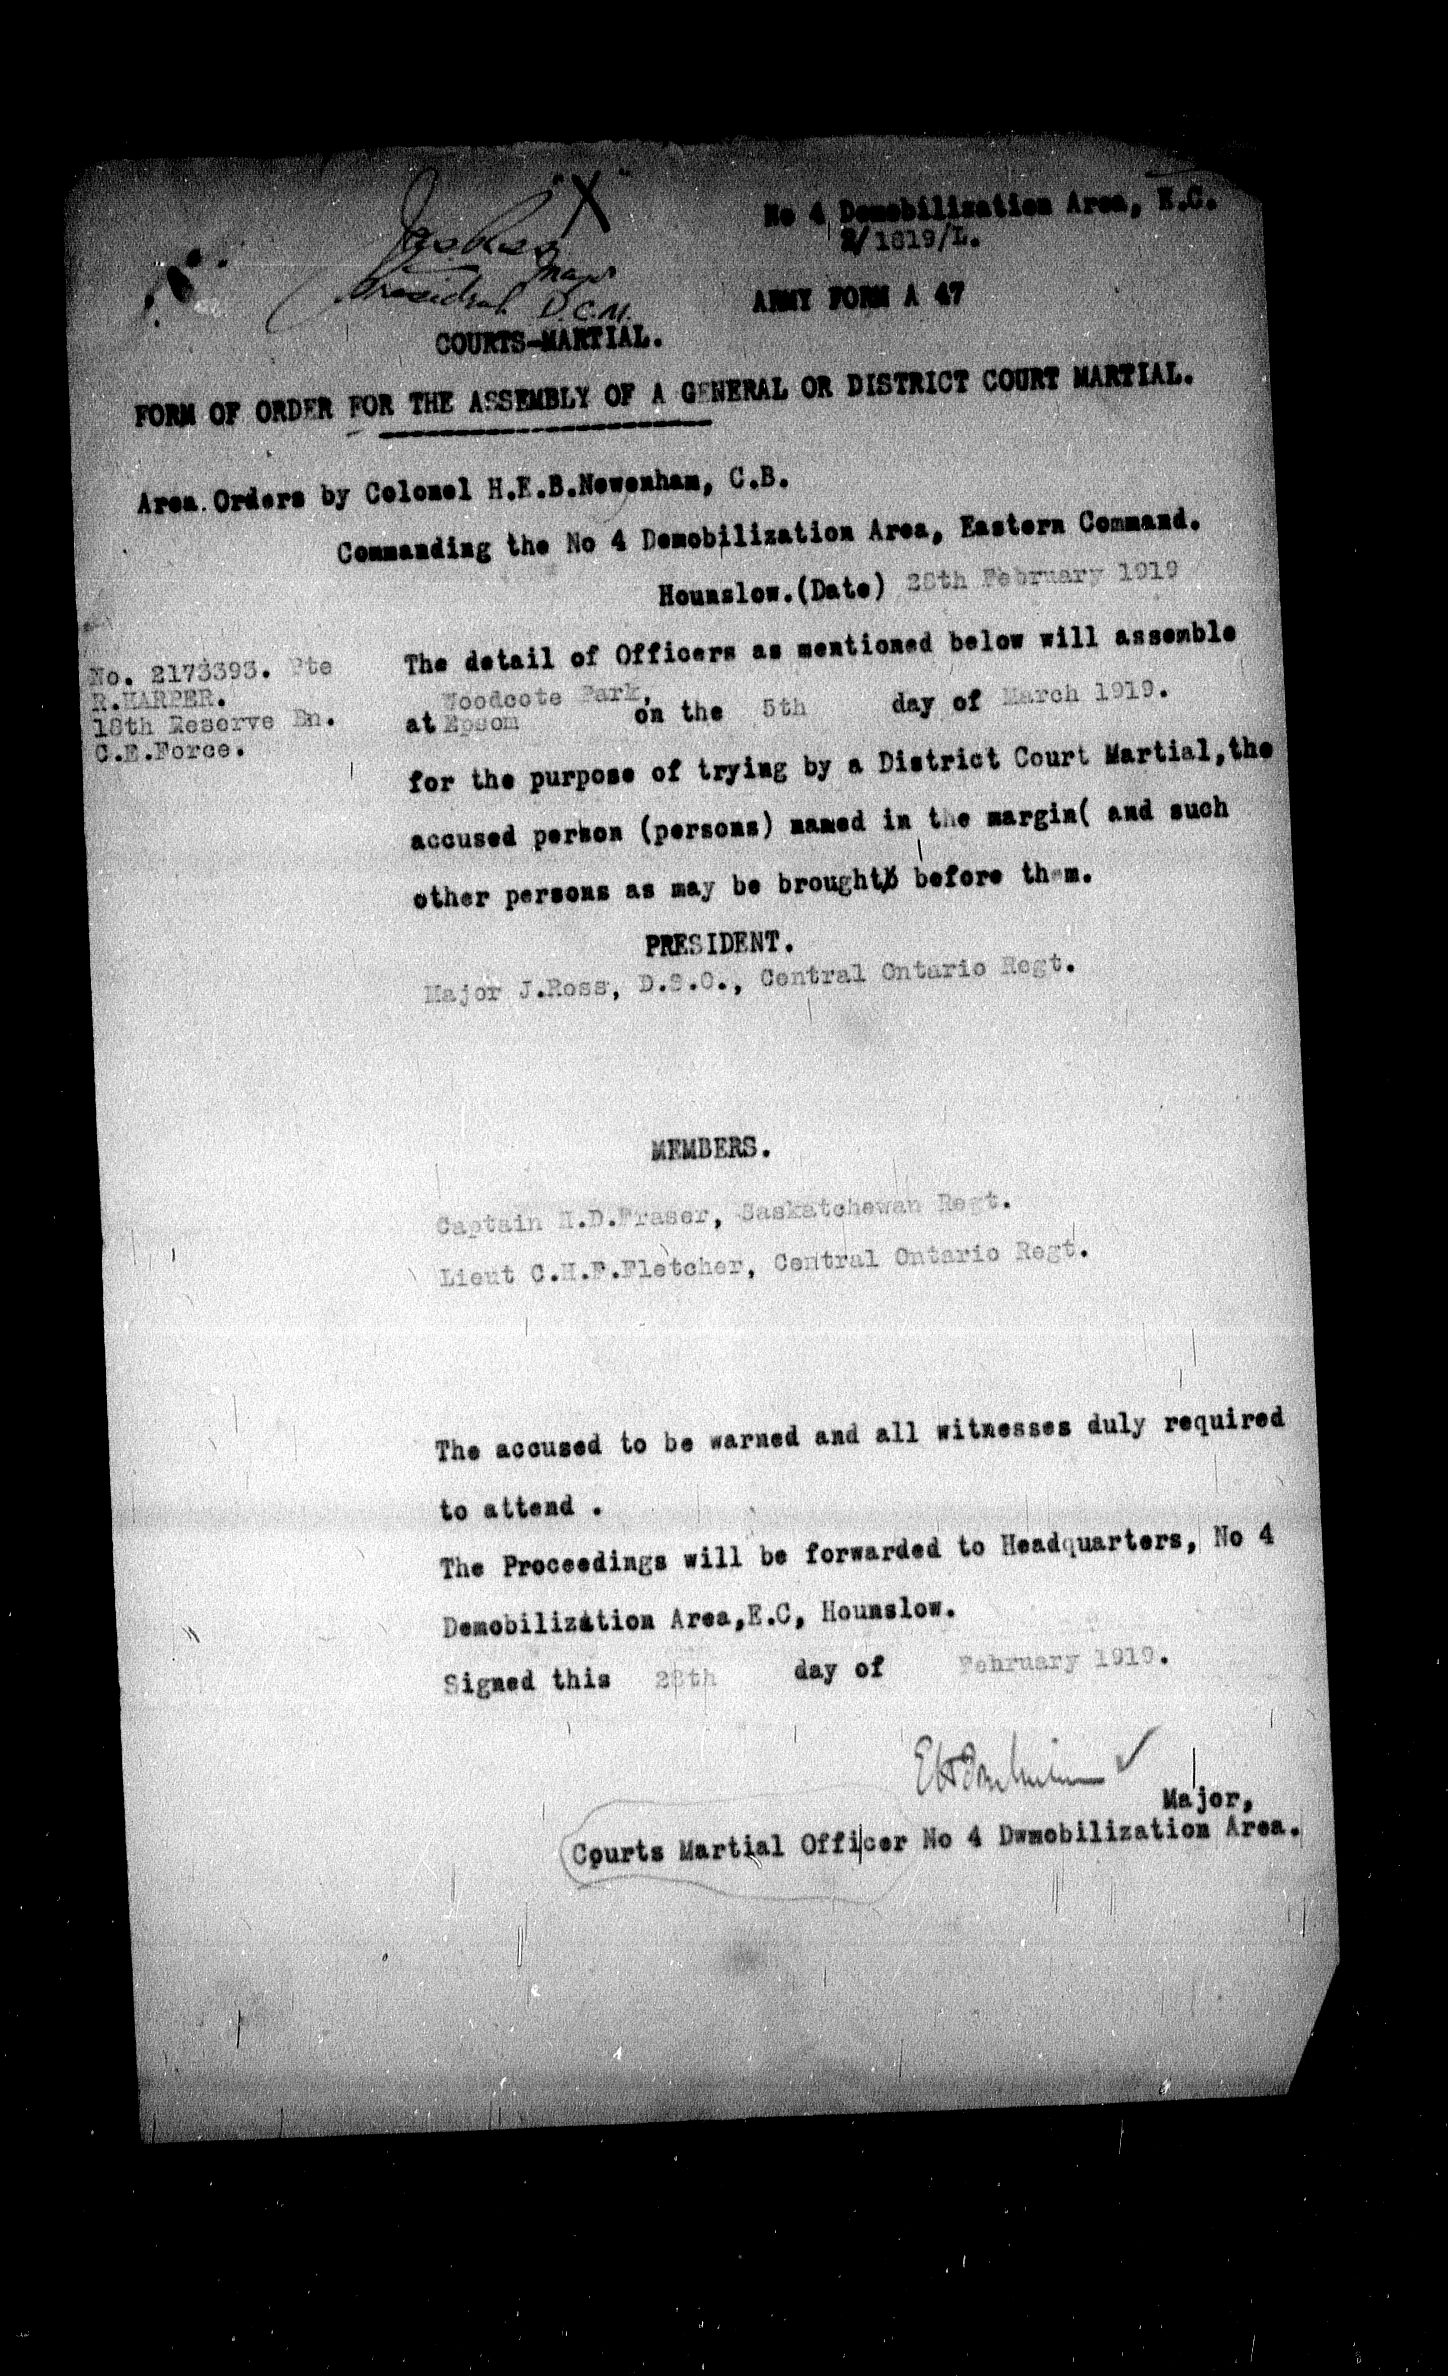 "X"
Jas Ross
Major
President D.C.M.
No 4 Demobilization Area, E.C.
2/1819/L.
ARMY FORM A 47
COURTS-MARTIAL.
FORM OF ORDER FOR THE ASSEMBLY OF A GENERAL OR DISTRICT COURT MARTIAL.
Area Orders by Colonel H.E.B.Newenham, C.B.
Commanding the No 4 Demobilization Area, Eastern Command.
Hounslow.(Date) 28th February 1919
No. 2173393. Pte
R.HARPER.
18th Reserve Bn.
C.E.Force.
The detail of Officers as mentioned below will assemble
Woodcote Park,
at Epsom on the 5th day of March 1919.
for the purpose of trying by a District Court Martial,the
accused person (persons) named in the margin( and such
other persons as may be brought) before them.
PRESIDENT.
Major J.Ross, D.S.O., Central Ontario Regt.
MEMBERS.
Captain H.D.Fraser, Saskatchewan Regt.
Lieut C.H.F.Fletcher, Central Ontario Regt.
The accused to be warned and all witnesses duly required
to attend .
The Proceedings will be forwarded to Headquarters, No 4
Demobilization Area,E.C, Hounslow.
Signed this 28th day of February 1919.
Major,
Courts Martial Officer No 4 Dwmobilization Area.